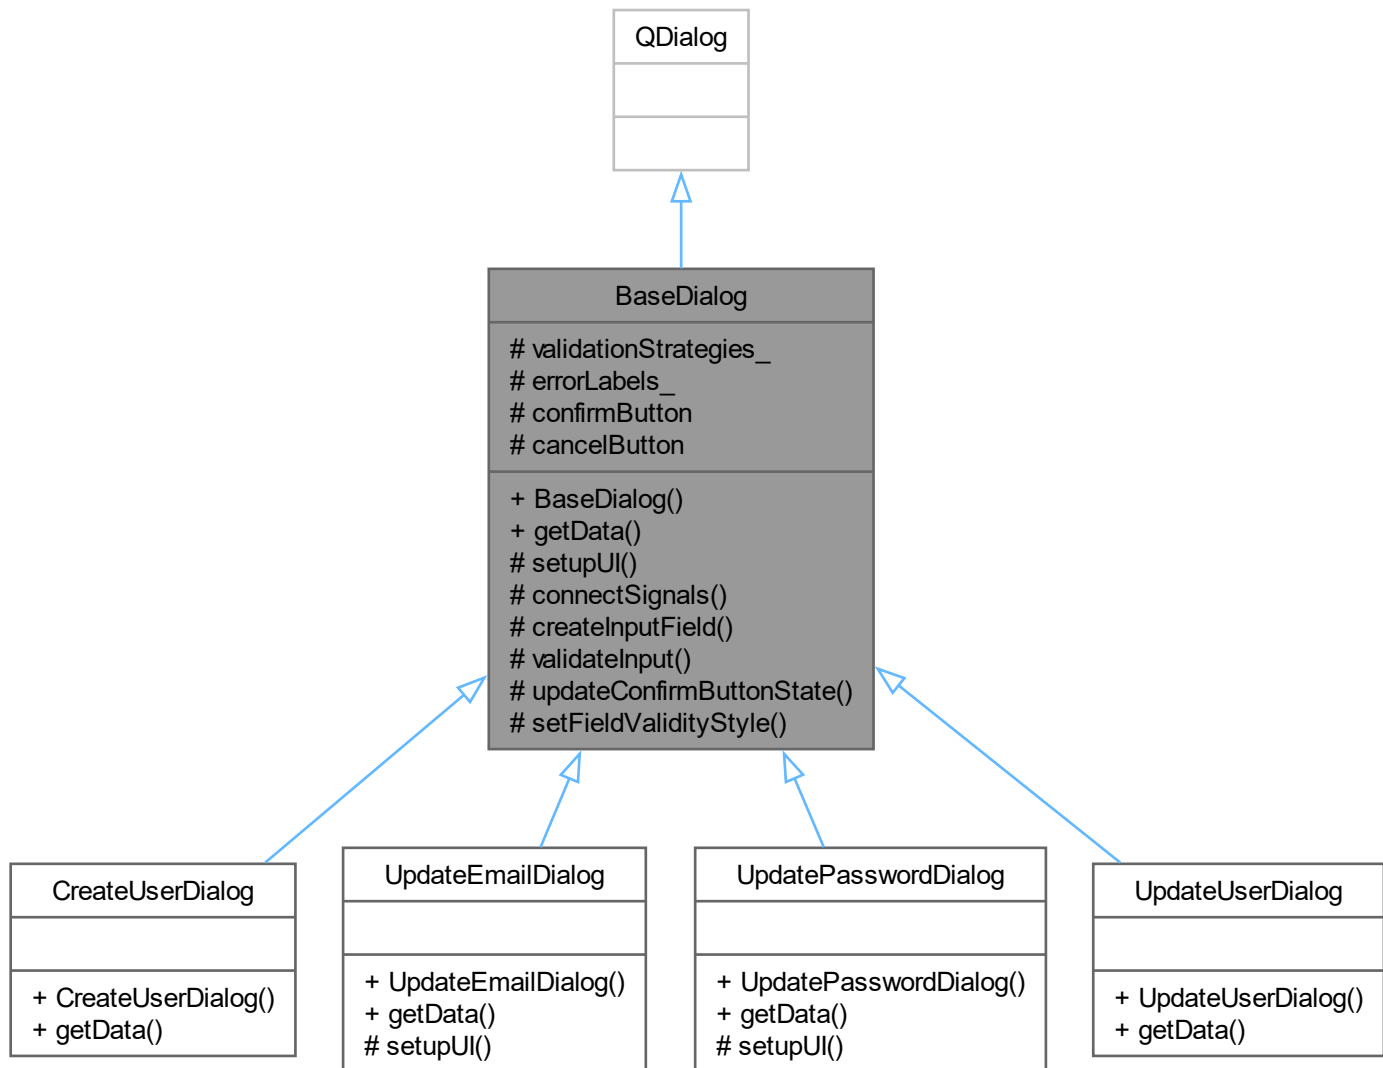 QDialog
BaseDialog
# validationStrategies_
# errorLabels_
# confirmButton
# cancelButton
+ BaseDialog()
+ getData()
# setupUI()
# connectSignals()
# createInputField()
# validateInput()
# updateConfirmButtonState()
# setFieldValidityStyle()
CreateUserDialog
+ CreateUserDialog()
+ getData()
UpdateEmailDialog
+ UpdateEmailDialog()
+ getData()
# setupUI()
UpdatePasswordDialog
+ UpdatePasswordDialog()
+ getData()
# setupUI()
UpdateUserDialog
+ UpdateUserDialog()
+ getData()